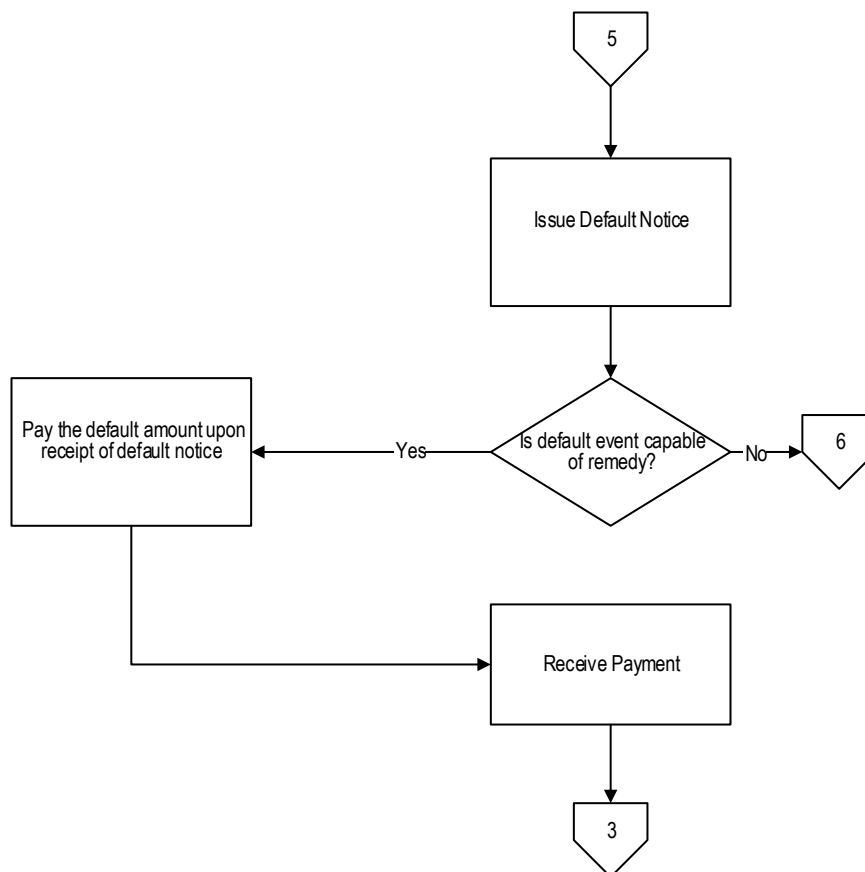 5
Issue Default Notice
Pay the default amount upon
receipt of default notice
Yes
Is default event capable
of remedy?
No
6
Receive Payment
3